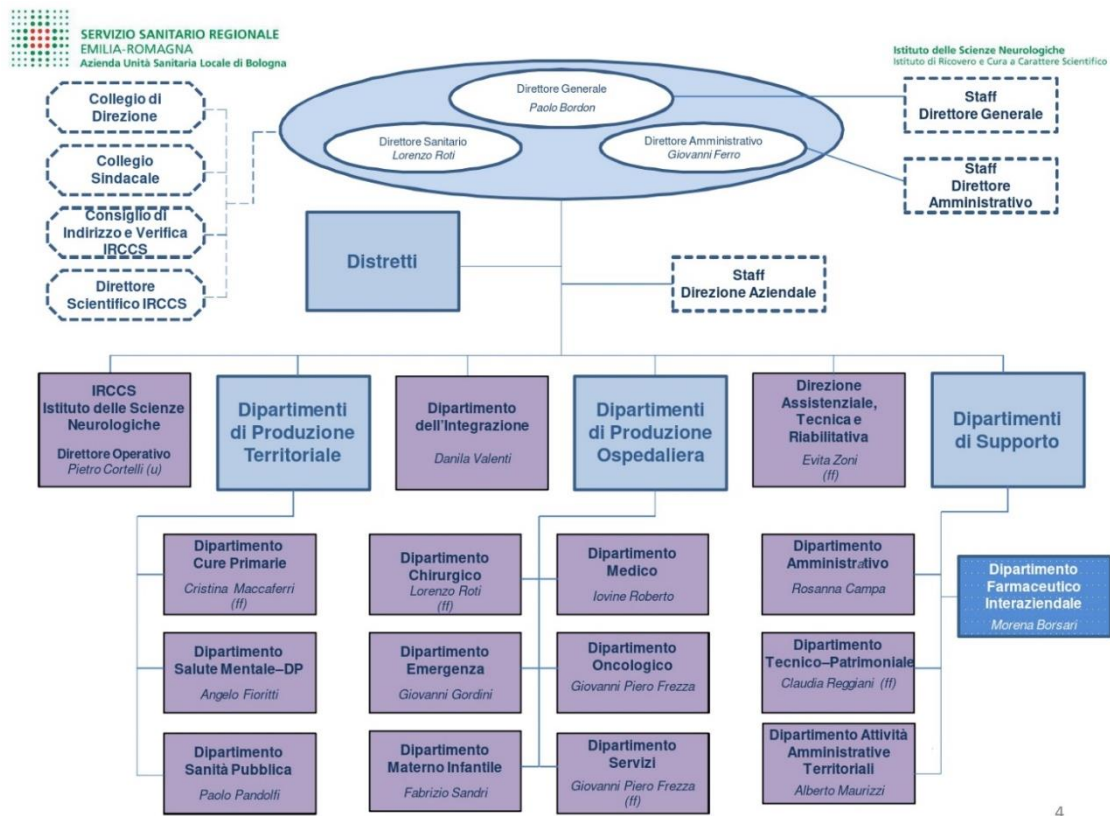 SERVIZIO SANITARIO REGIONALE
EMILIA-ROMAGNA
Azienda Unità Sanitaria Locale di Bologna
Istituto delle Scienze Neurologiche
Istituto di Ricovero e Cura a Carattere Scientifico
Collegio di
Direzione
Collegio
Sindacale
Consiglio di
Indirizzo e Verifica
IRCCS
Direttore
Scientifico IRCCS
Direttore Generale
Paolo Bordon
Direttore Sanitario
Lorenzo Roti
Direttore Amministrativo
Giovanni Ferro
Staff
Direttore Generale
Staff
Direttore
Amministrativo
Distretti
Staff
Direzione Aziendale
IRCCS
Istituto delle Scienze
Neurologiche
Direttore Operativo
Pietro Cortelli (u)
Dipartimenti
di Produzione
Territoriale
Dipartimento
dell'Integrazione
Danila Valenti
Dipartimenti
di Produzione
Ospedaliera
Direzione
Assistenziale,
Tecnica e
Riabilitativa
Evita Zoni
(ff)
Dipartimenti
di Supporto
Dipartimento
Cure Primarie
Cristina Maccaferri
(ff)
Dipartimento
Salute Mentale–DP
Angelo Fioritti
Dipartimento
Sanità Pubblica
Paolo Pandolfi
Dipartimento
Chirurgico
Lorenzo Roti
(ff)
Dipartimento
Emergenza
Giovanni Gordini
Dipartimento
Materno Infantile
Fabrizio Sandri
Dipartimento
Medico
Iovine Roberto
Dipartimento
Oncologico
Giovanni Piero Frezza
Dipartimento
Servizi
Giovanni Piero Frezza
(ff)
Dipartimento
Amministrativo
Rosanna Campa
Dipartimento
Tecnico–Patrimoniale
Claudia Reggiani (ff)
Dipartimento Attività
Amministrative
Territoriali
Alberto Maurizzi
Dipartimento
Farmaceutico
Interaziendale
Morena Borsari
4